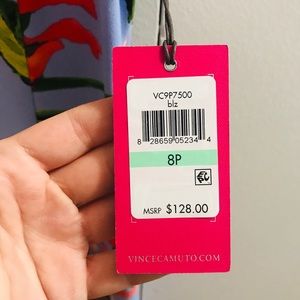 VC9P7500
blz
8 28659 05234 4
8P
MSRP $128.00
VINCECAMUTO.COM